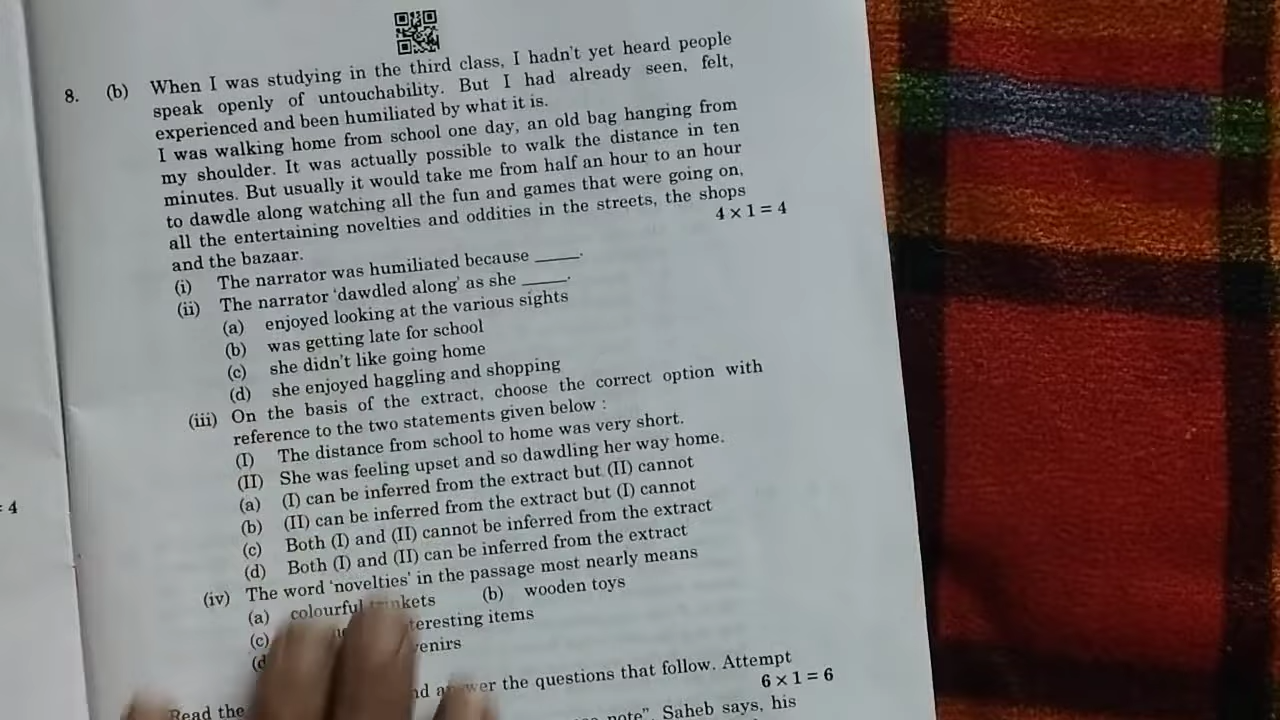 8. (b) When I was studying in the third class, I hadn't yet heard people
speak openly of untouchability. But I had already seen, felt,
experienced and been humiliated by what it is.
I was walking home from school one day, an old bag hanging from
my shoulder. It was actually possible to walk the distance in ten
minutes. But usually it would take me from half an hour to an hour
to dawdle along watching all the fun and games that were going on,
all the entertaining novelties and oddities in the streets, the shops
and the bazaar. 4 × 1 = 4
(i) The narrator was humiliated because _____.
(ii) The narrator 'dawdled along' as she _____.
(a) enjoyed looking at the various sights
(b) was getting late for school
(c) she didn't like going home
(d) she enjoyed haggling and shopping
(iii) On the basis of the extract, choose the correct option with
reference to the two statements given below :
(I) The distance from school to home was very short.
(II) She was feeling upset and so dawdling her way home.
(a) (I) can be inferred from the extract but (II) cannot
(b) (II) can be inferred from the extract but (I) cannot
(c) Both (I) and (II) cannot be inferred from the extract
(d) Both (I) and (II) can be inferred from the extract
= 4
(iv) The word 'novelties' in the passage most nearly means
(a) colourful (b) wooden toys
(c) items
(d
Read the answer the questions that follow. Attempt
6 × 1 = 6
note". Saheb says, his